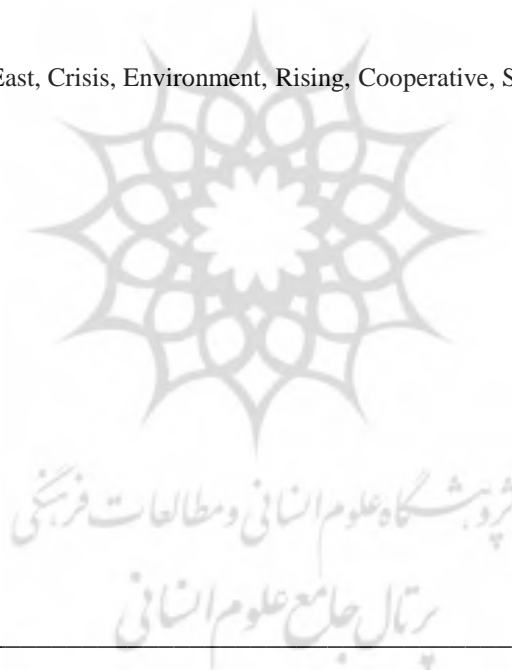 East, Crisis, Environment, Rising, Cooperative, S
پژوهشگاه علوم انسانی و مطالعات فرهنگی
پرتال جامع علوم انسانی